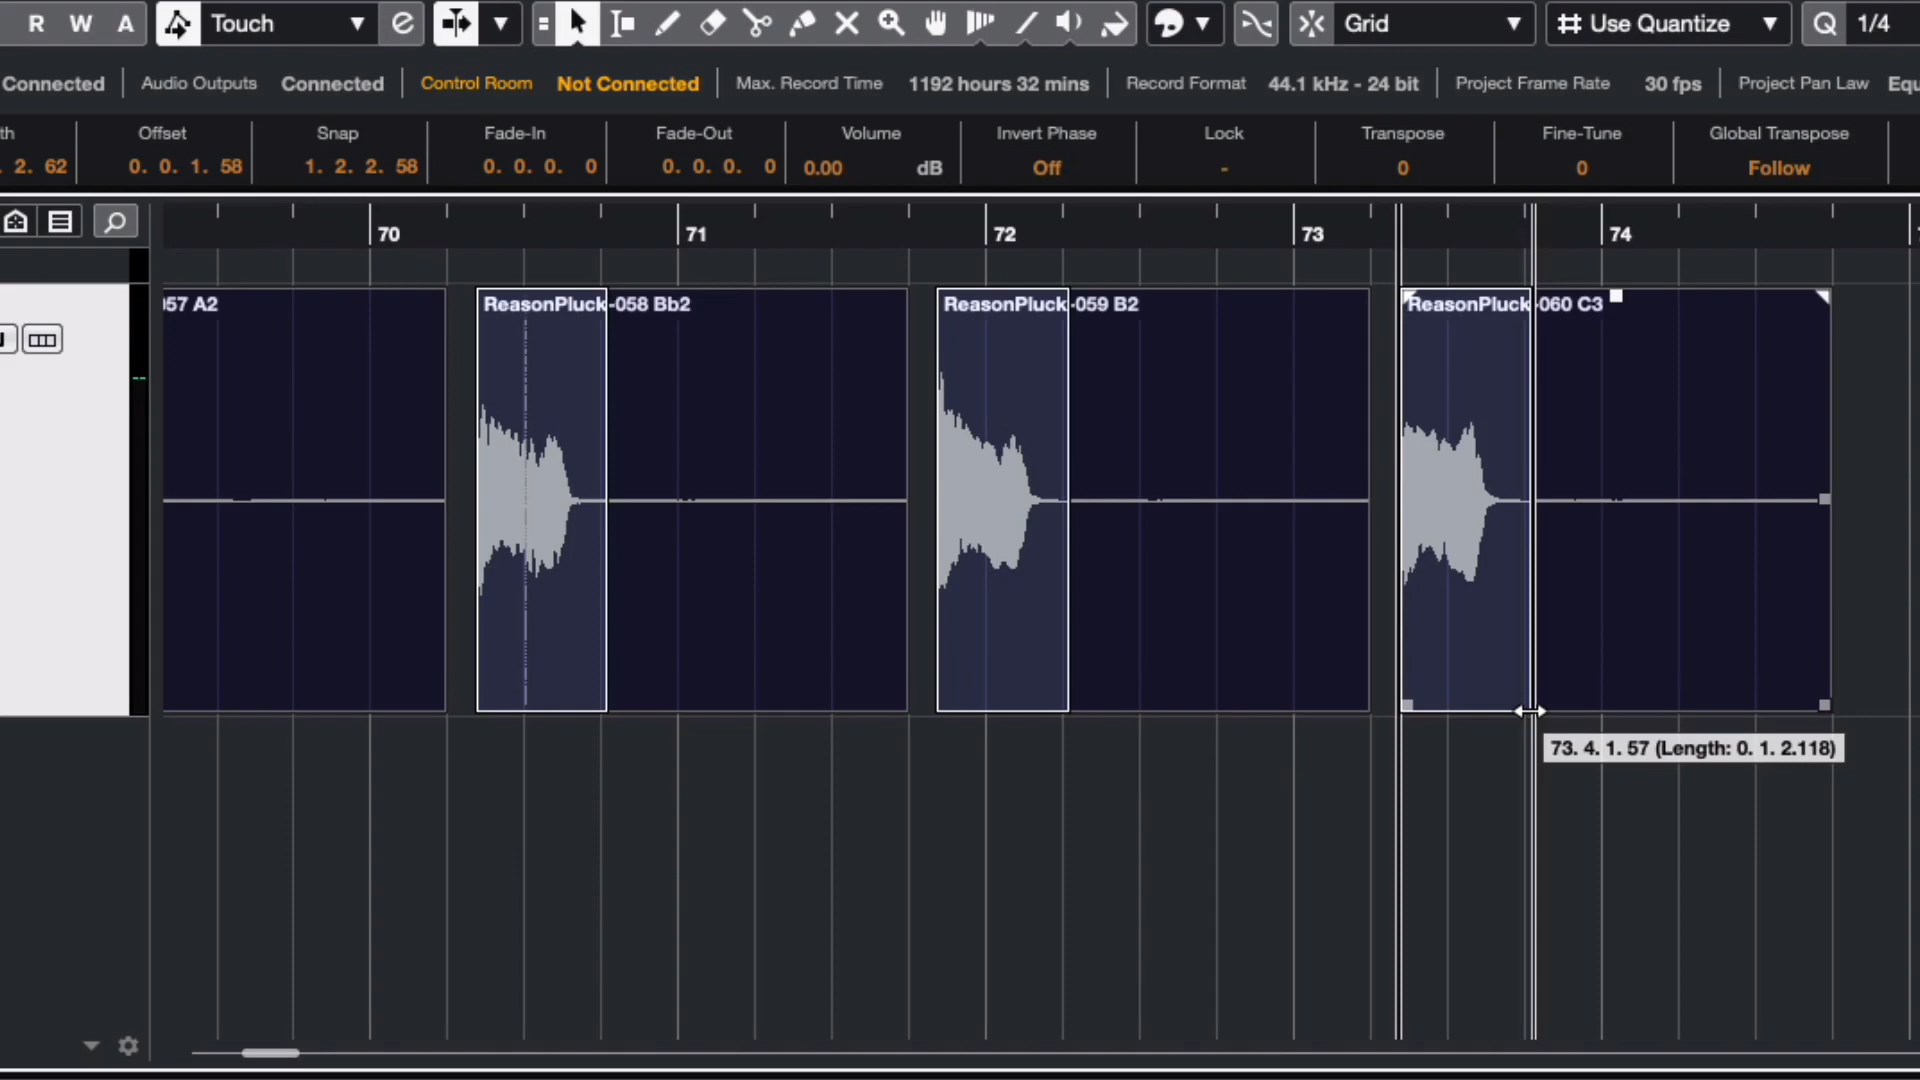 R W A Touch e Grid Use Quantize Q 1/4
Connected Audio Outputs Connected Control Room Not Connected Max. Record Time 1192 hours 32 mins Record Format 44.1 kHz - 24 bit Project Frame Rate 30 fps Project Pan Law Equ
th Offset Snap Fade-In Fade-Out Volume Invert Phase Lock Transpose Fine-Tune Global Transpose
. 2. 62 0. 0. 1. 58 1. 2. 2. 58 0. 0. 0. 0 0. 0. 0. 0 0.00 dB Off - 0 0 Follow
70 71 72 73 74
057 A2 ReasonPluck-058 Bb2 ReasonPluck-059 B2 ReasonPluck-060 C3
73. 4. 1. 57 (Length: 0. 1. 2.118)